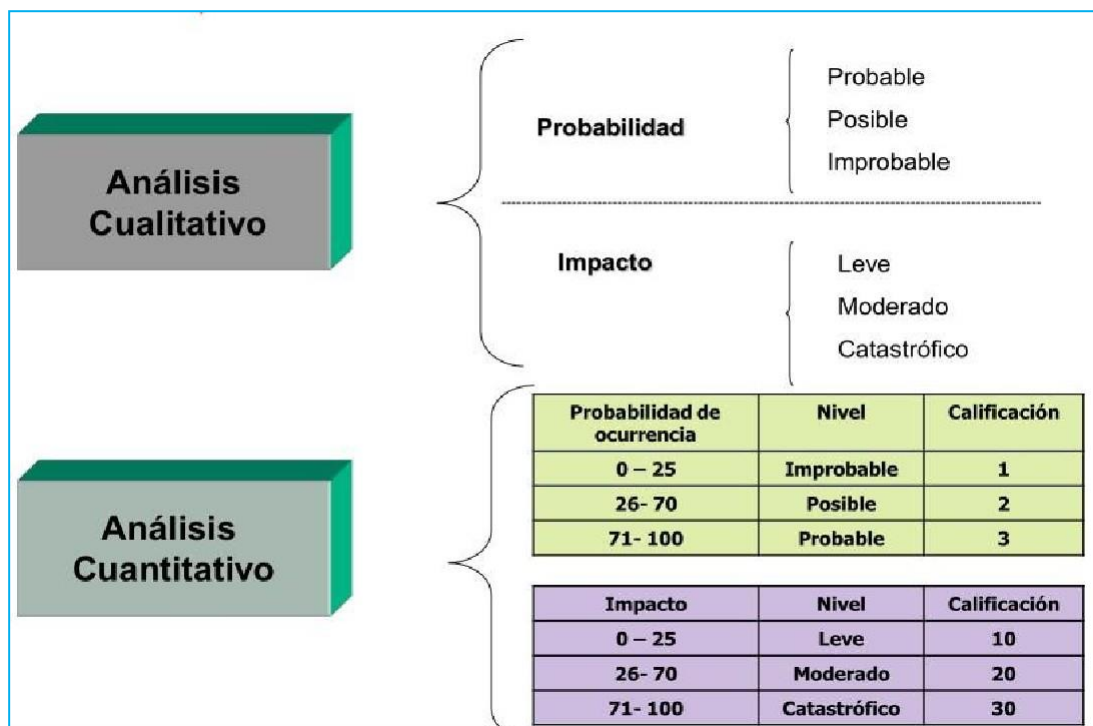 Análisis
Cualitativo
Probabilidad
Probable
Posible
Improbable
Impacto
Leve
Moderado
Catastrófico
Análisis
Cuantitativo
Probabilidad de ocurrencia Nivel Calificación
0 – 25 Improbable 1
26- 70 Posible 2
71- 100 Probable 3
Impacto Nivel Calificación
0 – 25 Leve 10
26- 70 Moderado 20
71- 100 Catastrófico 30